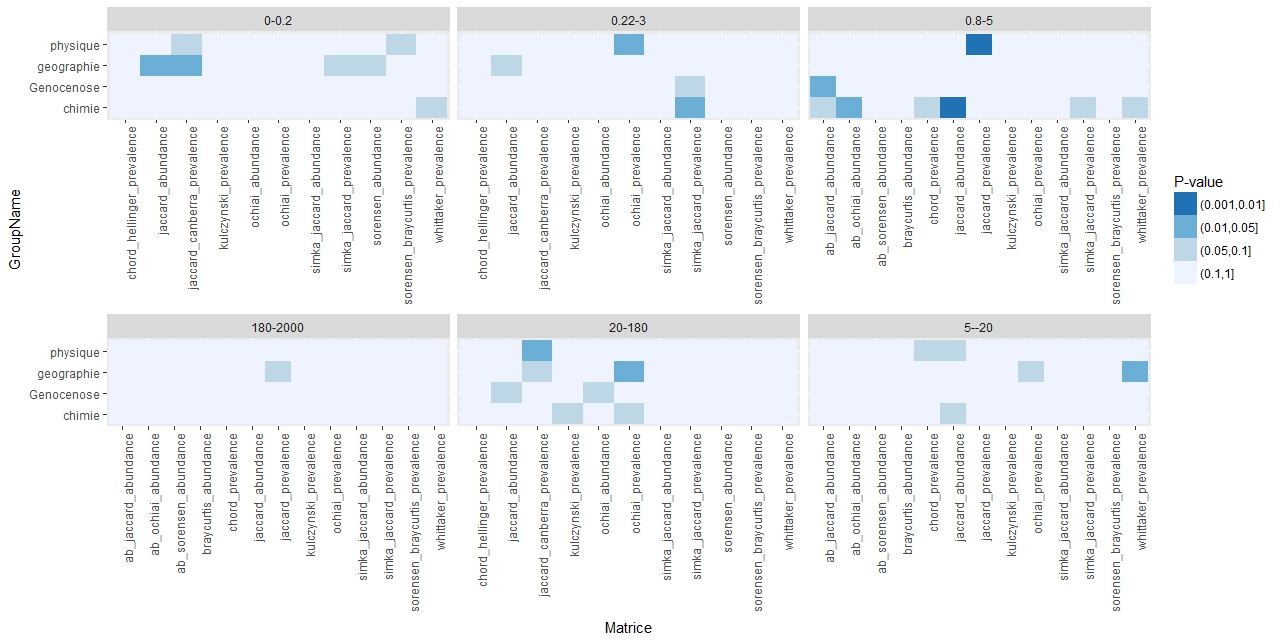 0-0.2
0.22-3
0.8-5
physique
geographie
Genocenose
chimie
chord_hellinger_prevalence
jaccard_abundance
jaccard_canberra_prevalence
kulczynski_prevalence
ochiai_abundance
ochiai_prevalence
simka_jaccard_abundance
simka_jaccard_prevalence
sorensen_abundance
sorensen_braycurtis_prevalence
whittaker_prevalence
chord_hellinger_prevalence
jaccard_abundance
jaccard_canberra_prevalence
kulczynski_prevalence
ochiai_abundance
ochiai_prevalence
simka_jaccard_abundance
simka_jaccard_prevalence
sorensen_abundance
sorensen_braycurtis_prevalence
whittaker_prevalence
ab_jaccard_abundance
ab_ochiai_abundance
ab_sorensen_abundance
braycurtis_abundance
chord_prevalence
jaccard_abundance
jaccard_prevalence
kulczynski_prevalence
ochiai_prevalence
simka_jaccard_abundance
simka_jaccard_prevalence
sorensen_braycurtis_prevalence
whittaker_prevalence
GroupName
P-value
(0.001,0.01]
(0.01,0.05]
(0.05,0.1]
(0.1,1]
180-2000
20-180
5--20
physique
geographie
Genocenose
chimie
ab_jaccard_abundance
ab_ochiai_abundance
ab_sorensen_abundance
braycurtis_abundance
chord_prevalence
jaccard_abundance
jaccard_prevalence
kulczynski_prevalence
ochiai_prevalence
simka_jaccard_abundance
simka_jaccard_prevalence
sorensen_braycurtis_prevalence
whittaker_prevalence
chord_hellinger_prevalence
jaccard_abundance
jaccard_canberra_prevalence
kulczynski_prevalence
ochiai_abundance
ochiai_prevalence
simka_jaccard_abundance
simka_jaccard_prevalence
sorensen_abundance
sorensen_braycurtis_prevalence
whittaker_prevalence
ab_jaccard_abundance
ab_ochiai_abundance
ab_sorensen_abundance
braycurtis_abundance
chord_prevalence
jaccard_abundance
jaccard_prevalence
kulczynski_prevalence
ochiai_prevalence
simka_jaccard_abundance
simka_jaccard_prevalence
sorensen_braycurtis_prevalence
whittaker_prevalence
Matrice